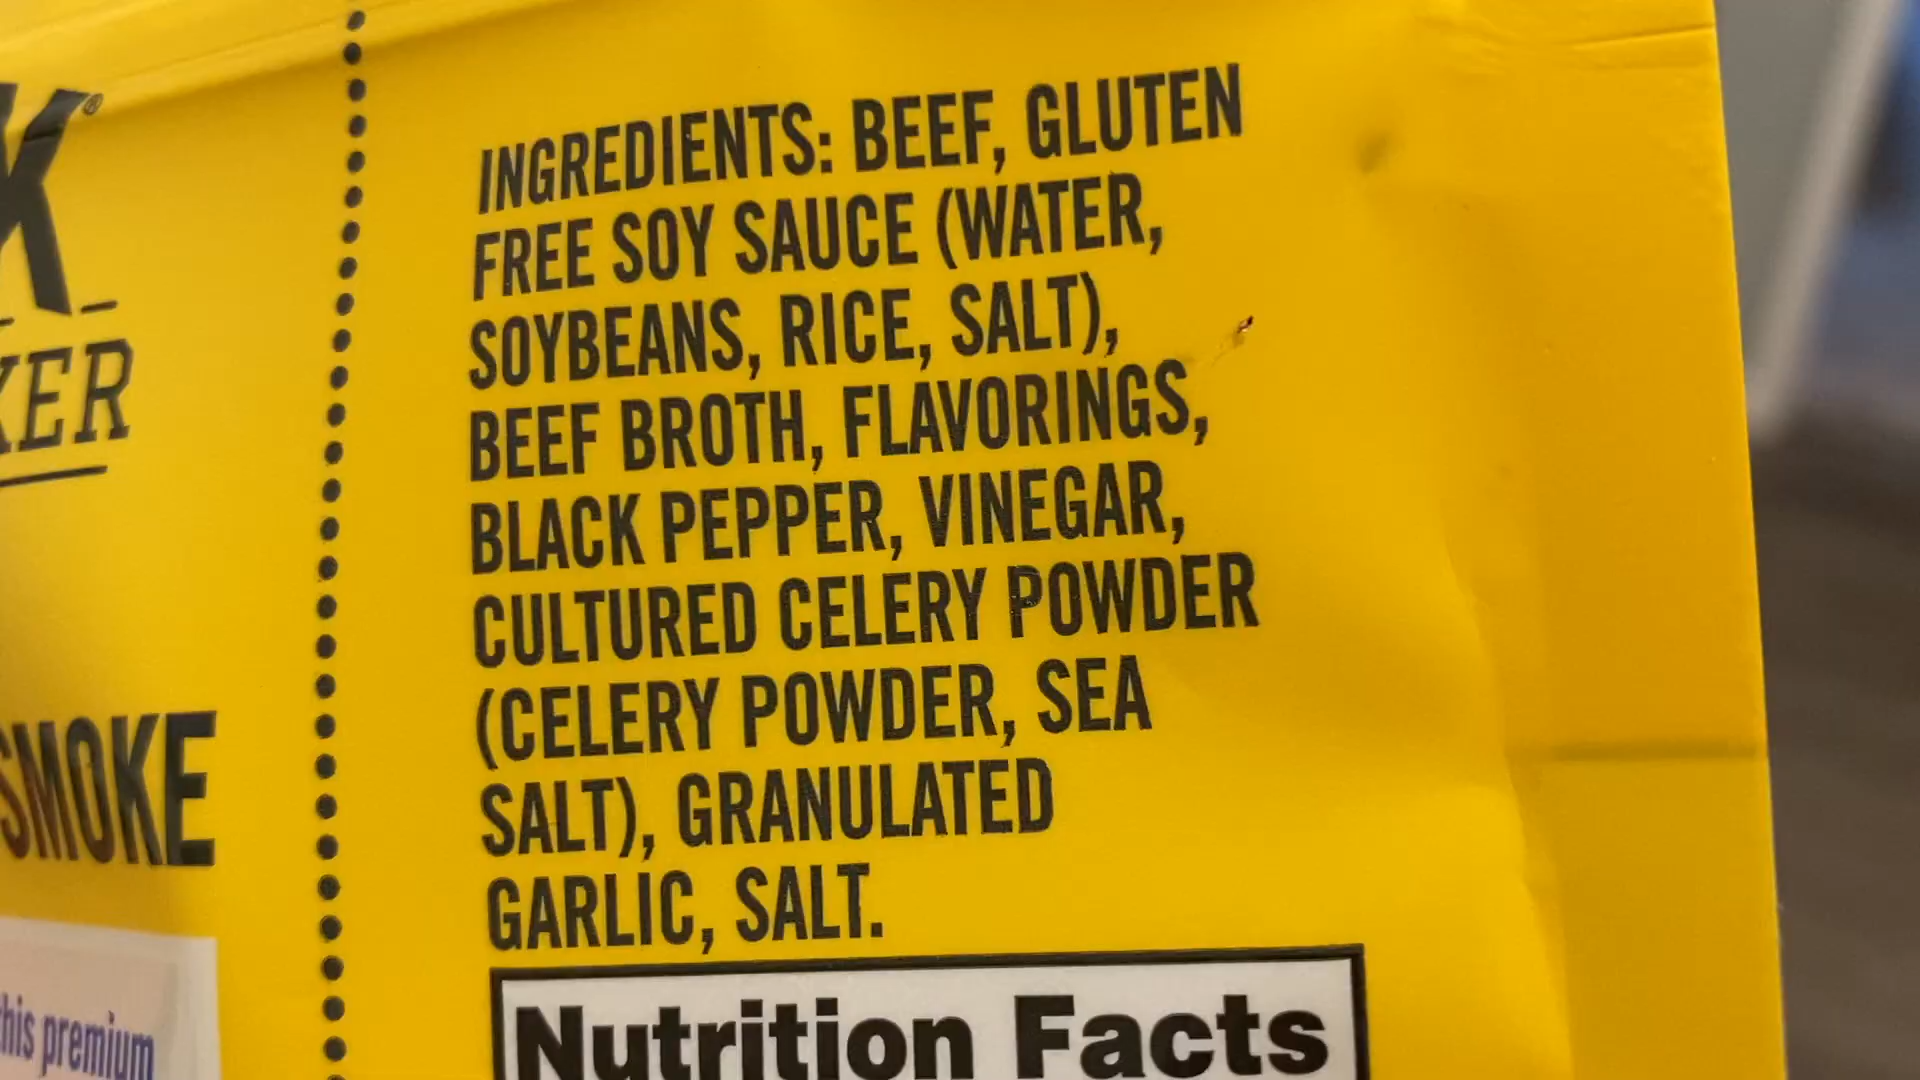 K®
KER
SMOKE
this premium
INGREDIENTS: BEEF, GLUTEN
FREE SOY SAUCE (WATER,
SOYBEANS, RICE, SALT),
BEEF BROTH, FLAVORINGS,
BLACK PEPPER, VINEGAR,
CULTURED CELERY POWDER
(CELERY POWDER, SEA
SALT), GRANULATED
GARLIC, SALT.
Nutrition Facts